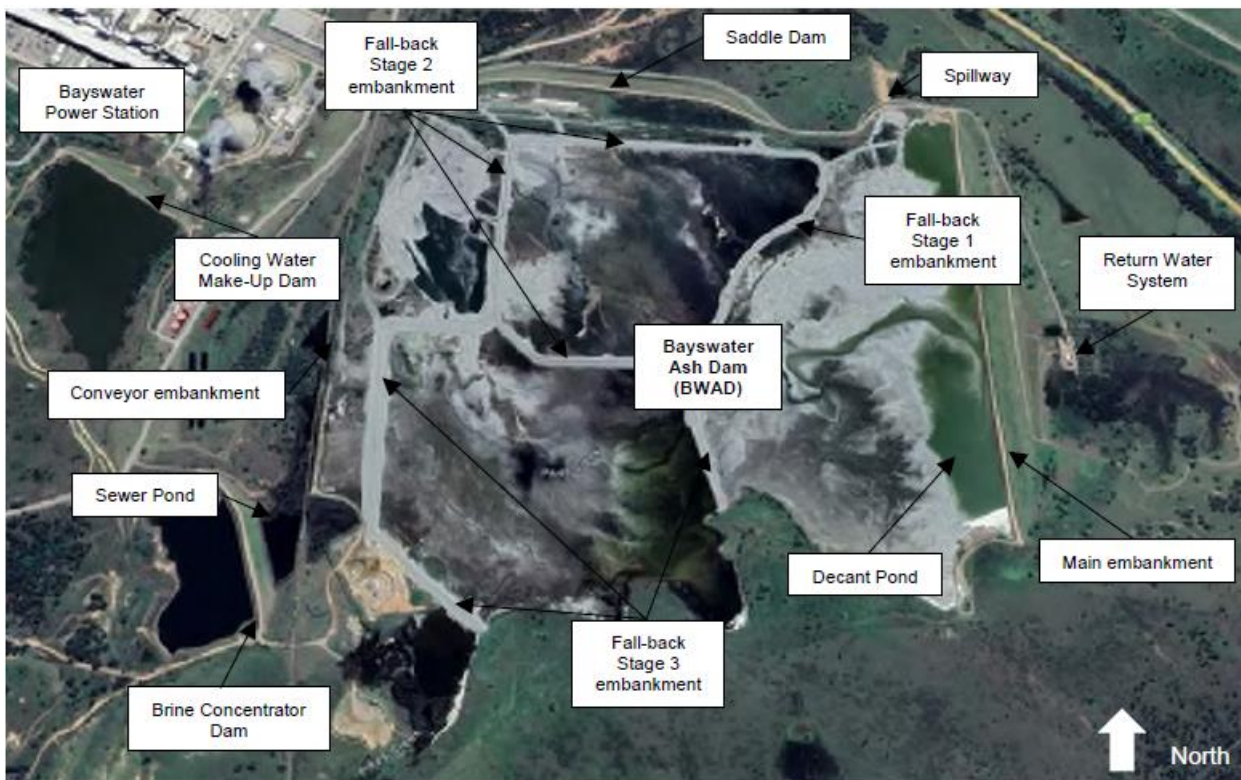 Bayswater
Power Station
Fall-back
Stage 2
embankment
Saddle Dam
Spillway
Cooling Water
Make-Up Dam
Fall-back
Stage 1
embankment
Return Water
System
Bayswater
Ash Dam
(BWAD)
Conveyor embankment
Sewer Pond
Decant Pond
Main embankment
Fall-back
Stage 3
embankment
Brine Concentrator
Dam
North